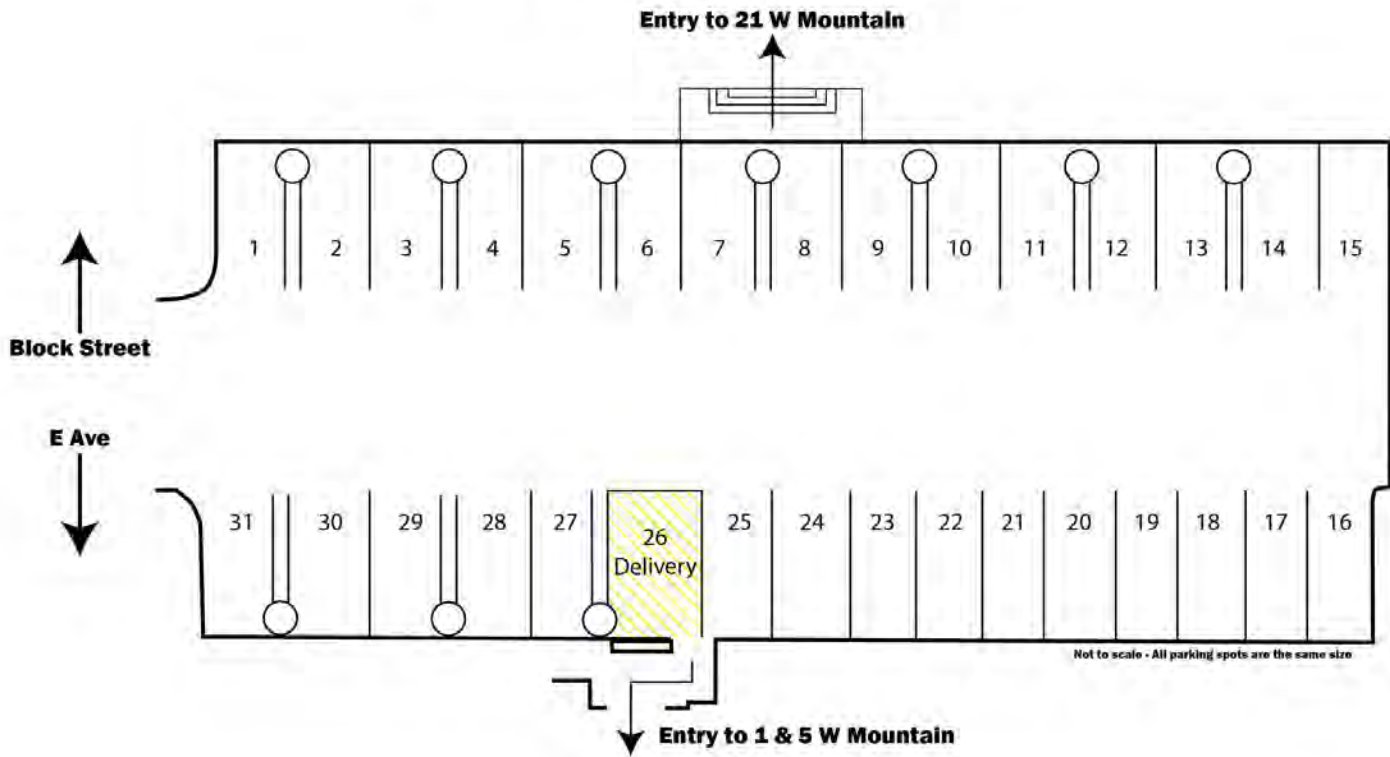 Entry to 21 W Mountain
1 2 3 4 5 6 7 8 9 10 11 12 13 14 15
Block Street
E Ave
31 30 29 28 27 26 25 24 23 22 21 20 19 18 17 16
Delivery
Not to scale - All parking spots are the same size
Entry to 1 & 5 W Mountain